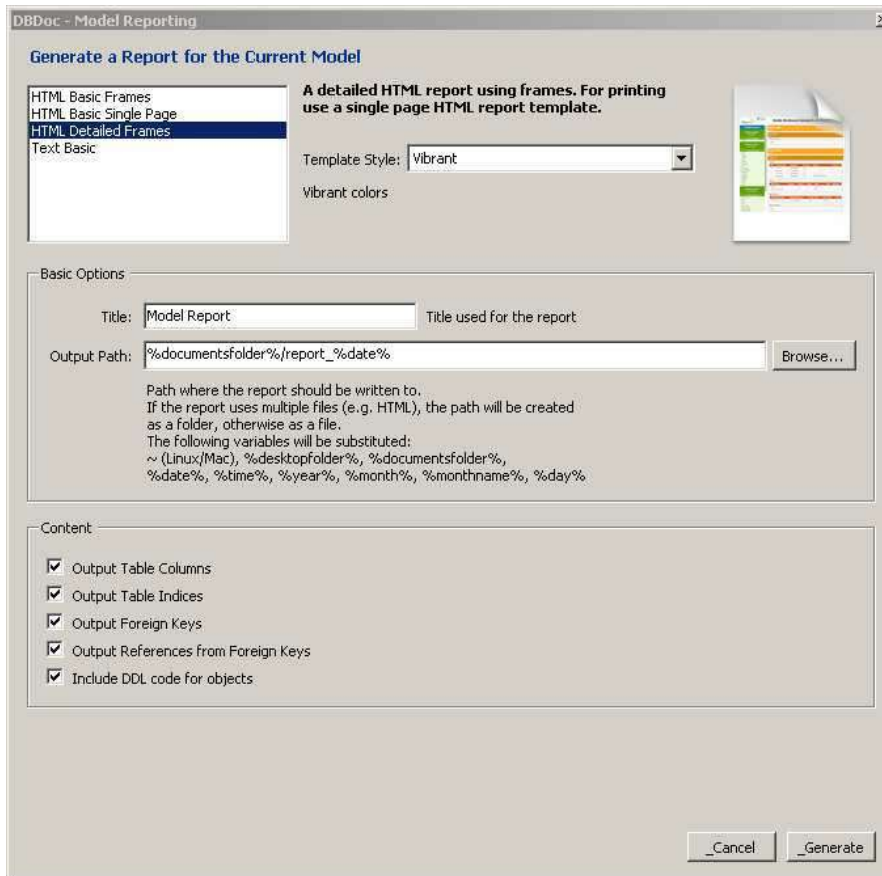 DBDoc - Model Reporting
Generate a Report for the Current Model
HTML Basic Frames
HTML Basic Single Page
HTML Detailed Frames
Text Basic
A detailed HTML report using frames. For printing
use a single page HTML report template.
Template Style: Vibrant
Vibrant colors
Basic Options
Title: Model Report Title used for the report
Output Path: %documentsfolder%/report_%date% Browse...
Path where the report should be written to.
If the report uses multiple files (e.g. HTML), the path will be created
as a folder, otherwise as a file.
The following variables will be substituted:
~ (Linux/Mac), %desktopfolder%, %documentsfolder%,
%date%, %time%, %year%, %month%, %monthname%, %day%
Content
Output Table Columns
Output Table Indices
Output Foreign Keys
Output References from Foreign Keys
Include DDL code for objects
_Cancel _Generate